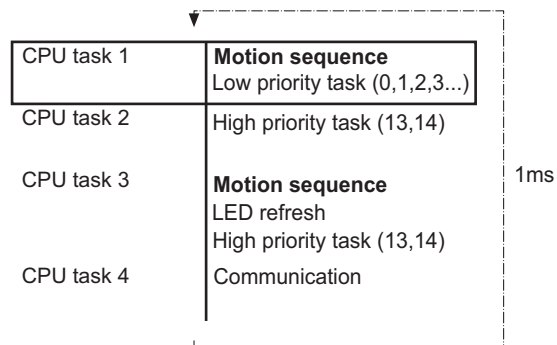 CPU task 1
Motion sequence
Low priority task (0,1,2,3...)
CPU task 2
High priority task (13,14)
CPU task 3
Motion sequence
LED refresh
High priority task (13,14)
CPU task 4
Communication
1ms